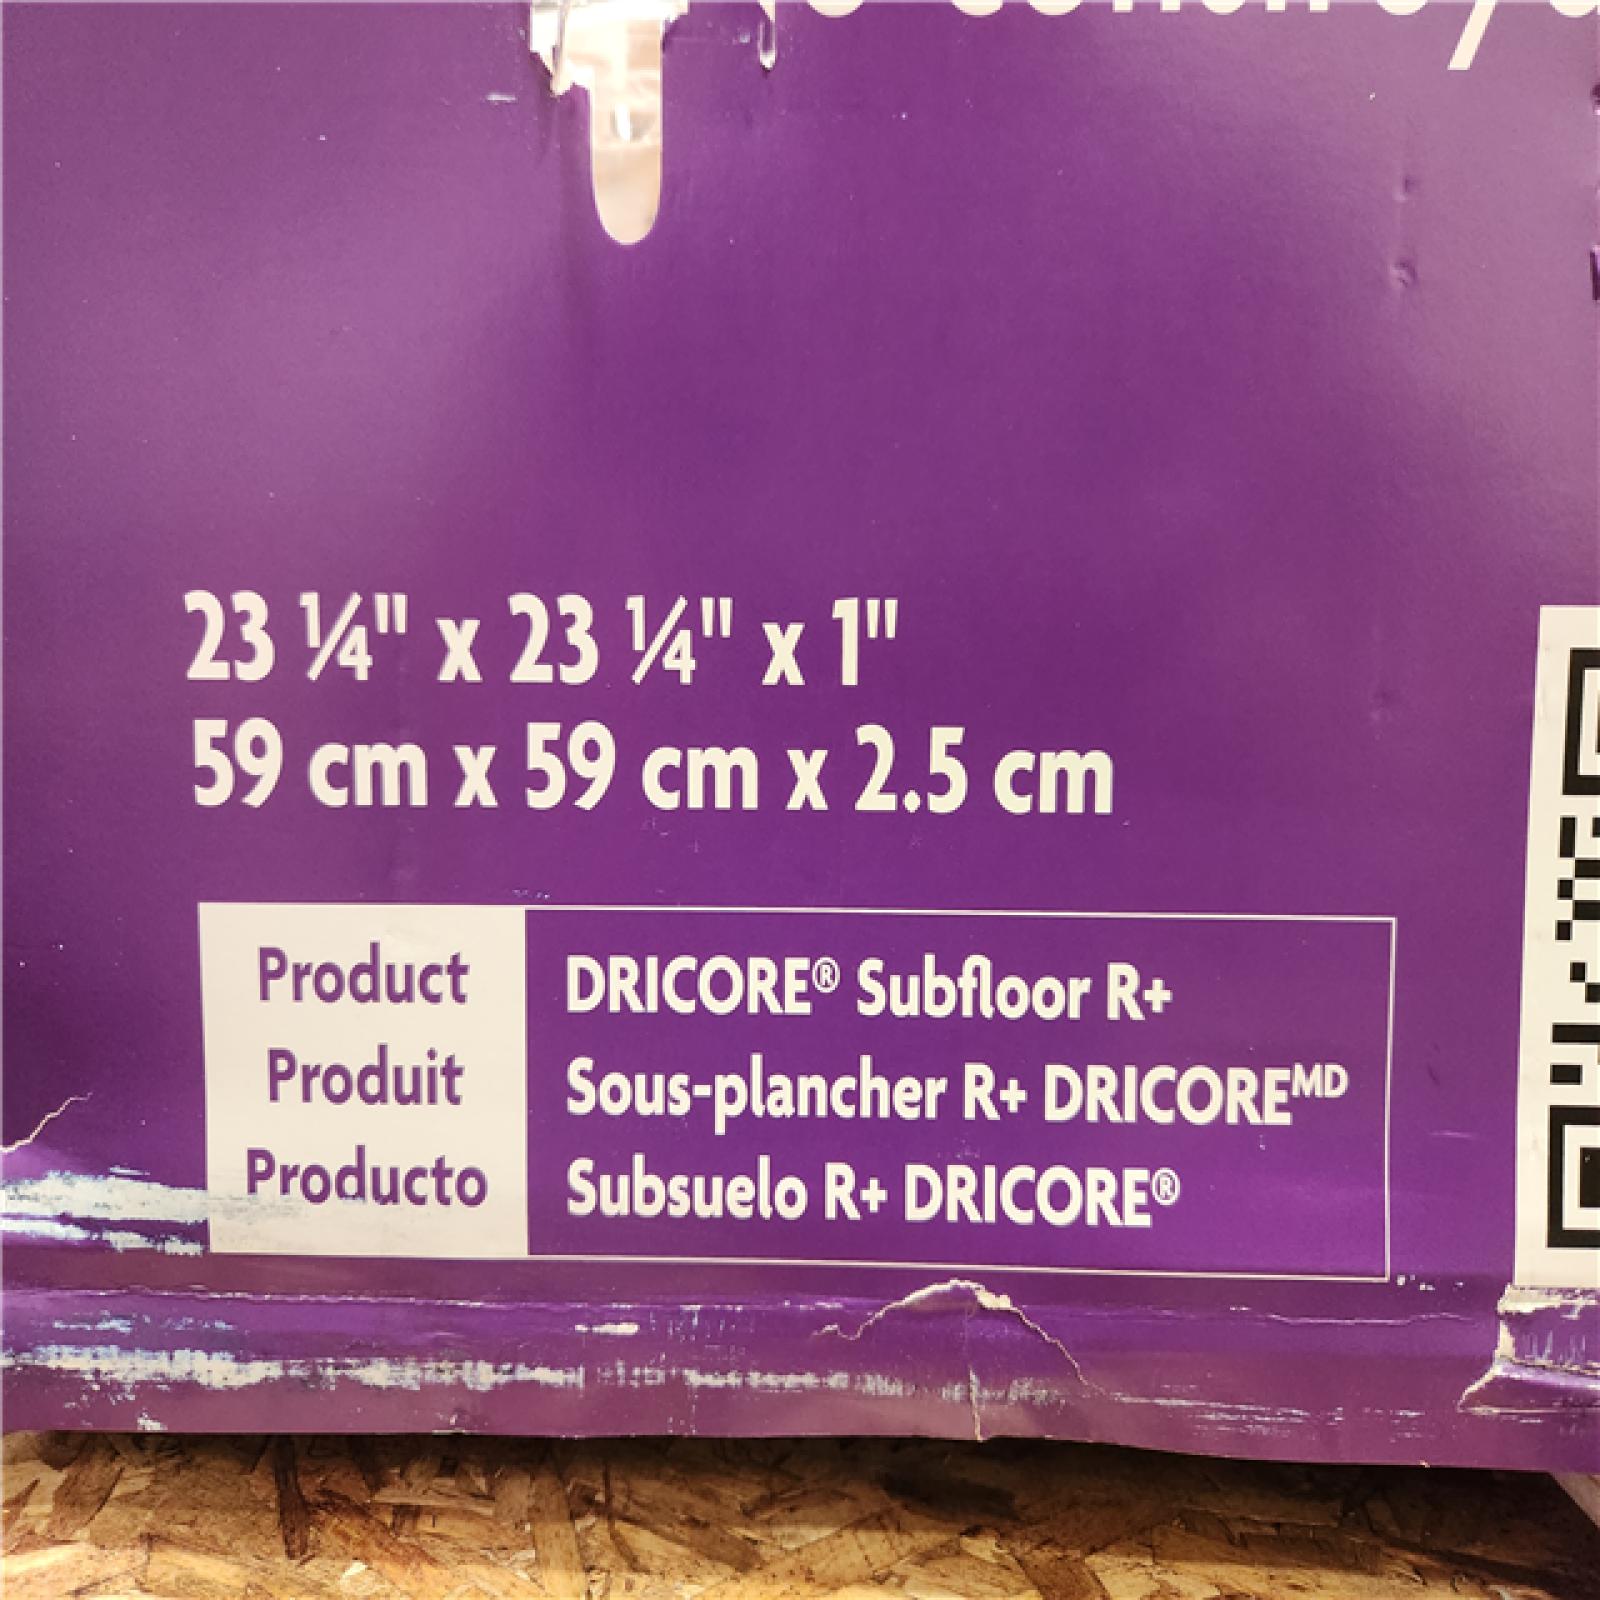 23 ¼" x 23 ¼" x 1"
59 cm x 59 cm x 2.5 cm
Product
DRICORE® Subfloor R+
Produit
Sous-plancher R+ DRICOREᴹᴰ
Producto
Subsuelo R+ DRICORE®